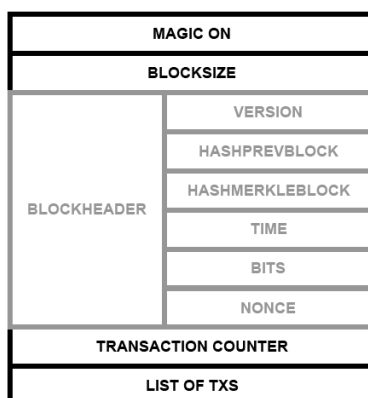 MAGIC ON
BLOCKSIZE
BLOCKHEADER
VERSION
HASHPREVBLOCK
HASHMERKLEBLOCK
TIME
BITS
NONCE
TRANSACTION COUNTER
LIST OF TXS